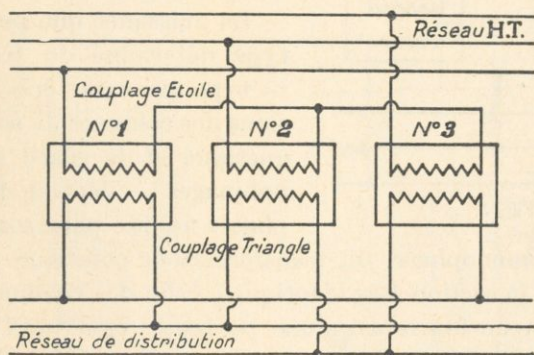 Réseau H.T.
Couplage Etoile
N°1
N°2
N°3
Couplage Triangle
Réseau de distribution